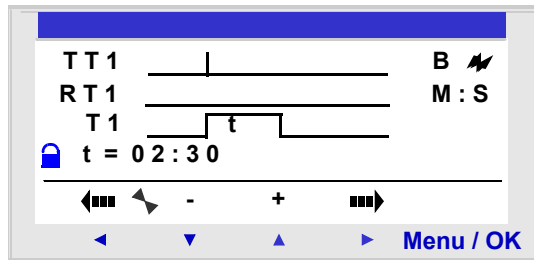 TT1 B
RT1 M:S
T1 t
t = 02:30
- +
Menu / OK